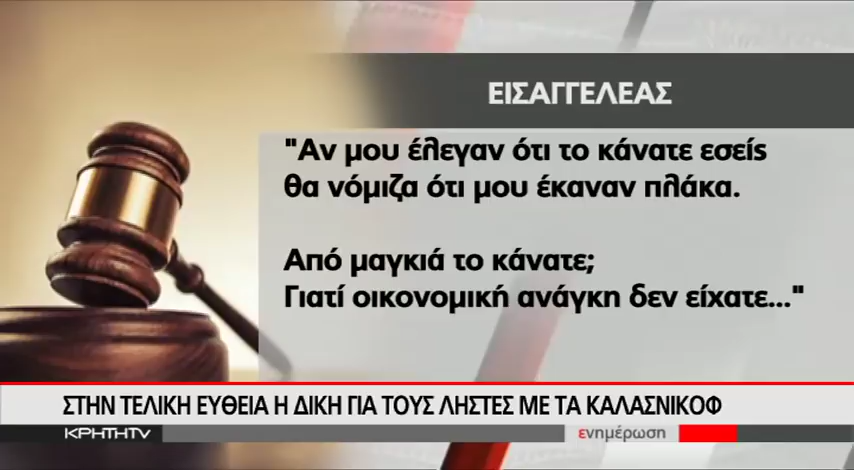 ΕΙΣΑΓΓΕΛΕΑΣ
"Αν μου έλεγαν ότι το κάνατε εσείς
θα νόμιζα ότι μου έκαναν πλάκα.
Από μαγκιά το κάνατε;
Γιατί οικονομική ανάγκη δεν είχατε..."
ΣΤΗΝ ΤΕΛΙΚΗ ΕΥΘΕΙΑ Η ΔΙΚΗ ΓΙΑ ΤΟΥΣ ΛΗΣΤΕΣ ΜΕ ΤΑ ΚΑΛΑΣΝΙΚΟΦ
ΚΡΗΤΗTV ενημέρωση